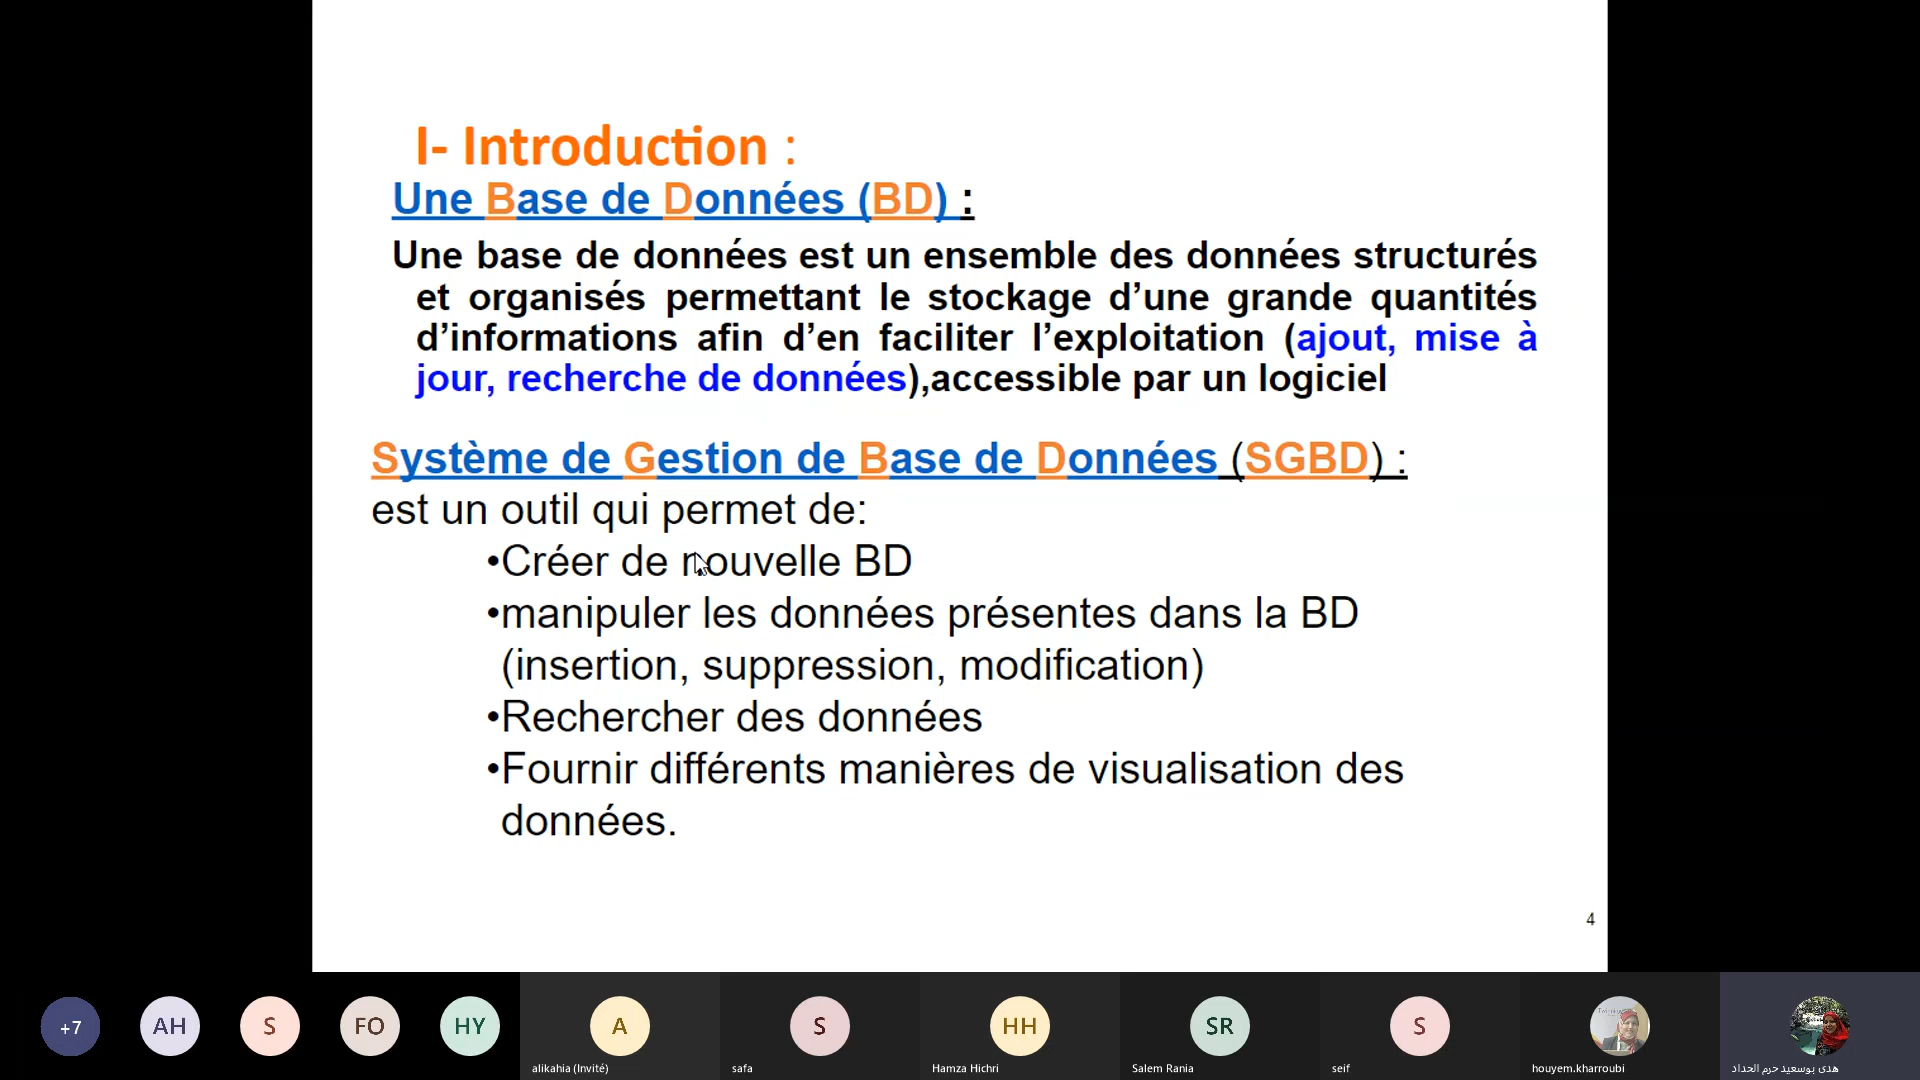 I- Introduction :
Une Base de Données (BD) :
Une base de données est un ensemble des données structurés
et organisés permettant le stockage d’une grande quantités
d’informations afin d’en faciliter l’exploitation (ajout, mise à
jour, recherche de données),accessible par un logiciel
Système de Gestion de Base de Données (SGBD) :
est un outil qui permet de:
•Créer de nouvelle BD
•manipuler les données présentes dans la BD
(insertion, suppression, modification)
•Rechercher des données
•Fournir différents manières de visualisation des
données.
4
+7
AH
S
FO
HY
A
S
HH
SR
S
alikahia (Invité)
safa
Hamza Hichri
Salem Rania
seif
houyem.kharroubi
هدى بوسعيد حرم الحداد